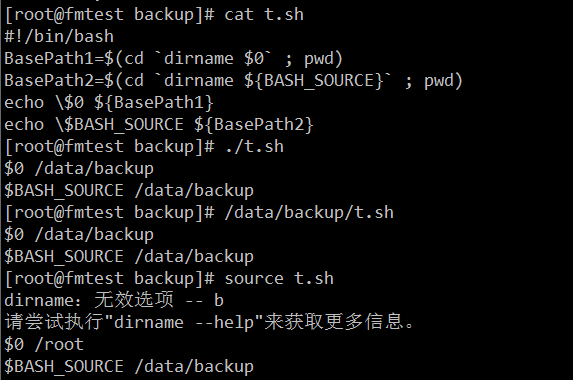 [root@fmtest backup]# cat t.sh
#!/bin/bash
BasePath1=$(cd `dirname $0` ; pwd)
BasePath2=$(cd `dirname ${BASH_SOURCE}` ; pwd)
echo \$0 ${BasePath1}
echo \$BASH_SOURCE ${BasePath2}
[root@fmtest backup]# ./t.sh
$0 /data/backup
$BASH_SOURCE /data/backup
[root@fmtest backup]# /data/backup/t.sh
$0 /data/backup
$BASH_SOURCE /data/backup
[root@fmtest backup]# source t.sh
dirname：无效选项 -- b
请尝试执行"dirname --help"来获取更多信息。
$0 /root
$BASH_SOURCE /data/backup